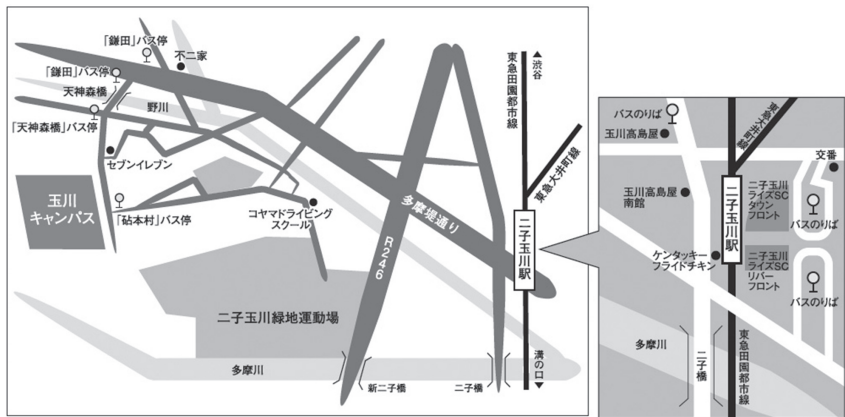 「鎌田」バス停
不二家
「鎌田」バス停
天神森橋
野川
「天神森橋」バス停
セブンイレブン
玉川
キャンパス
「砧本村」バス停
コヤマドライビング
スクール
多摩堤通り
R246
二子玉川緑地運動場
多摩川
新二子橋
二子橋
▲渋谷
東急田園都市線
東急大井町線
二子玉川駅
溝の口▼
バスのりば
玉川高島屋
東急大井町線
交番
玉川高島屋
南館
二子玉川駅
二子玉川
ライズSC
タウン
フロント
バスのりば
ケンタッキー
フライドチキン
二子玉川
ライズSC
リバー
フロント
バスのりば
多摩川
二子橋
東急田園都市線